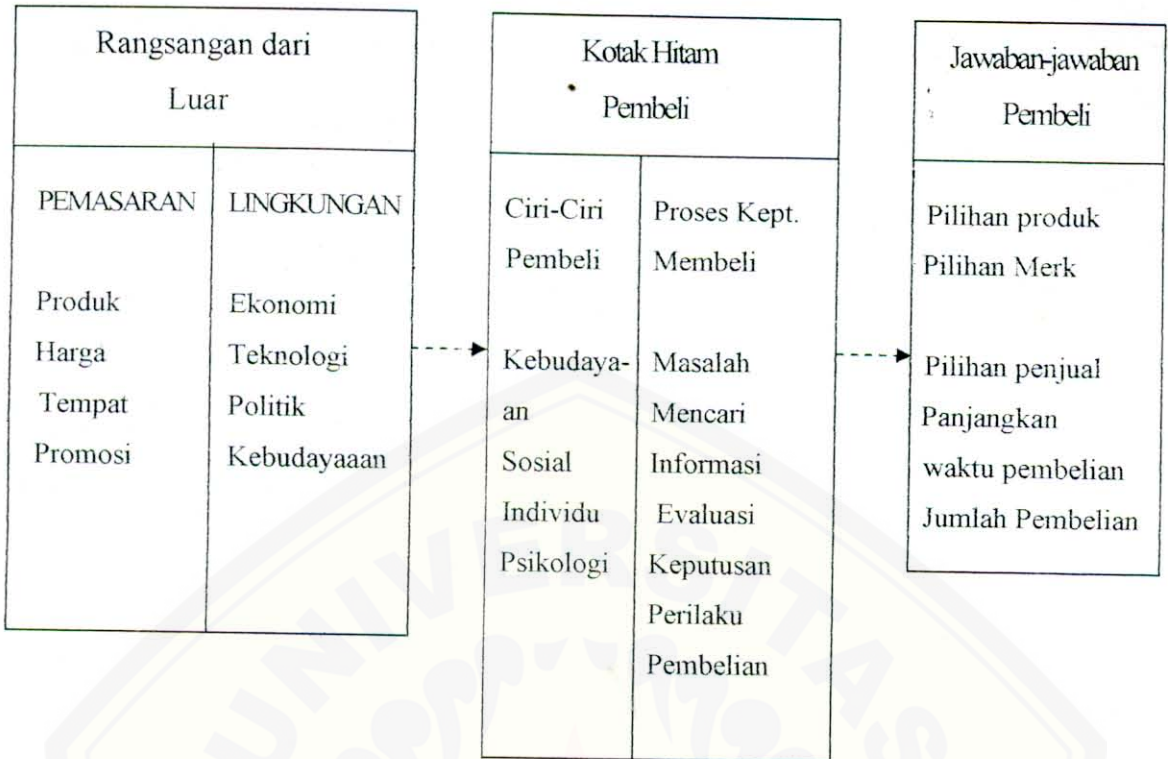 Rangsangan dari
Luar
PEMASARAN
Produk
Harga
Tempat
Promosi
LINGKUNGAN
Ekonomi
Teknologi
Politik
Kebudayaaan
Kotak Hitam
Pembeli
Ciri-Ciri
Pembeli
Kebudaya-
an
Sosial
Individu
Psikologi
Proses Kept.
Membeli
Masalah
Mencari
Informasi
Evaluasi
Keputusan
Perilaku
Pembelian
Jawaban-jawaban
Pembeli
Pilihan produk
Pilihan Merk
Pilihan penjual
Panjangkan
waktu pembelian
Jumlah Pembelian
UNIVERSITAS